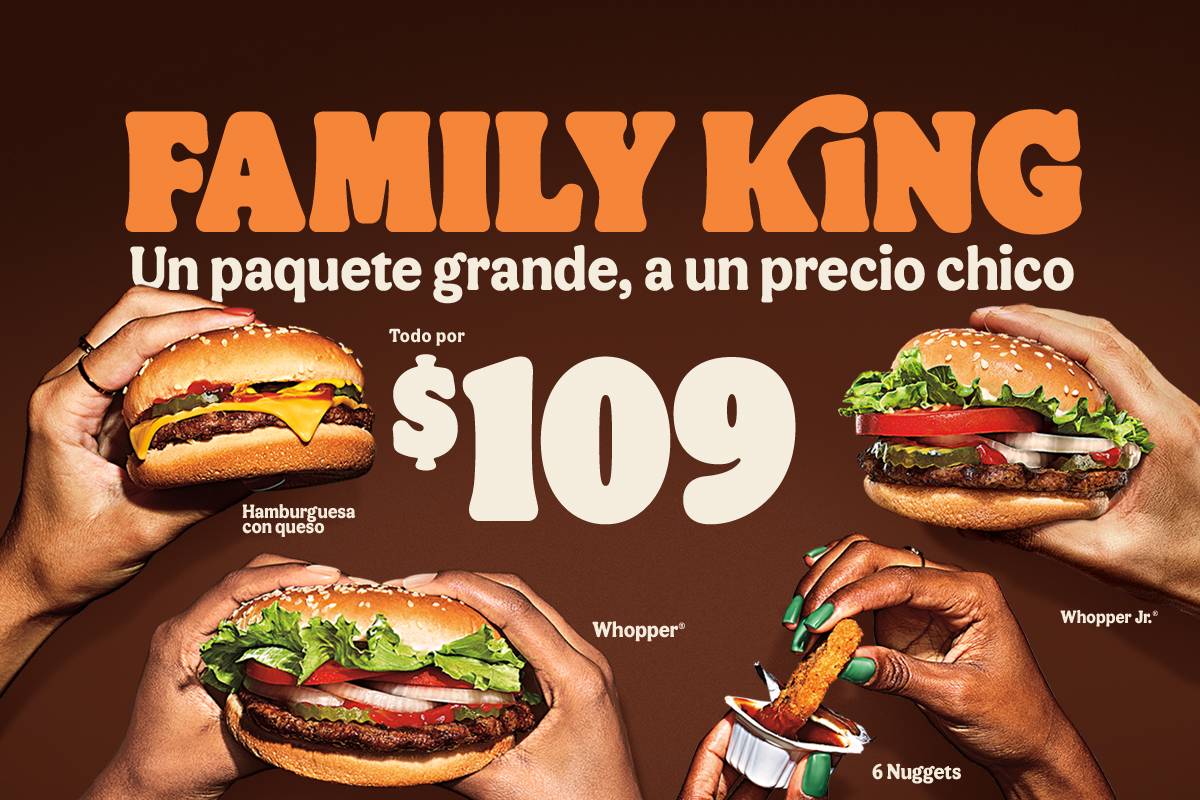 FAMILY KiNG
Un paquete grande, a un precio chico
Todo por
$109
Hamburguesa
con queso
Whopper®
Whopper Jr.®
6 Nuggets